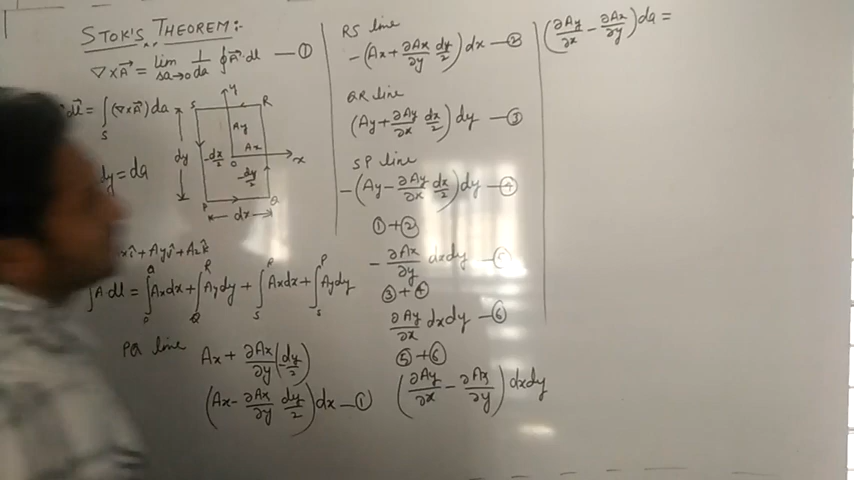 STOK'S THEOREM:-
∇×A⃗ = lim sa→0 1/da ∮A⃗·dl — ①
dl⃗ = ∫s (∇×A⃗) da
dy = da
y
S R
Ay
Ax
dy -dx/2 O x
-dy/2
P Q
dx
xî + Ayĵ + Azk̂
∫A dl = ∫P^Q Axdx + ∫Q^R Aydy + ∫S^R Axdx + ∫S^P Aydy
PQ line Ax + ∂Ax/∂y (-dy/2)
(Ax - ∂Ax/∂y dy/2) dx — ①
RS line
-(Ax + ∂Ax/∂y dy/2) dx — ②
QR line
(Ay + ∂Ay/∂x dx/2) dy — ③
SP line
-(Ay - ∂Ay/∂x dx/2) dy — ④
① + ②
- ∂Ax/∂y dxdy —
③ + ④
∂Ay/∂x dxdy — ⑥
⑤ + ⑥
(∂Ay/∂x - ∂Ax/∂y) dxdy
(∂Ay/∂x - ∂Ax/∂y) da =